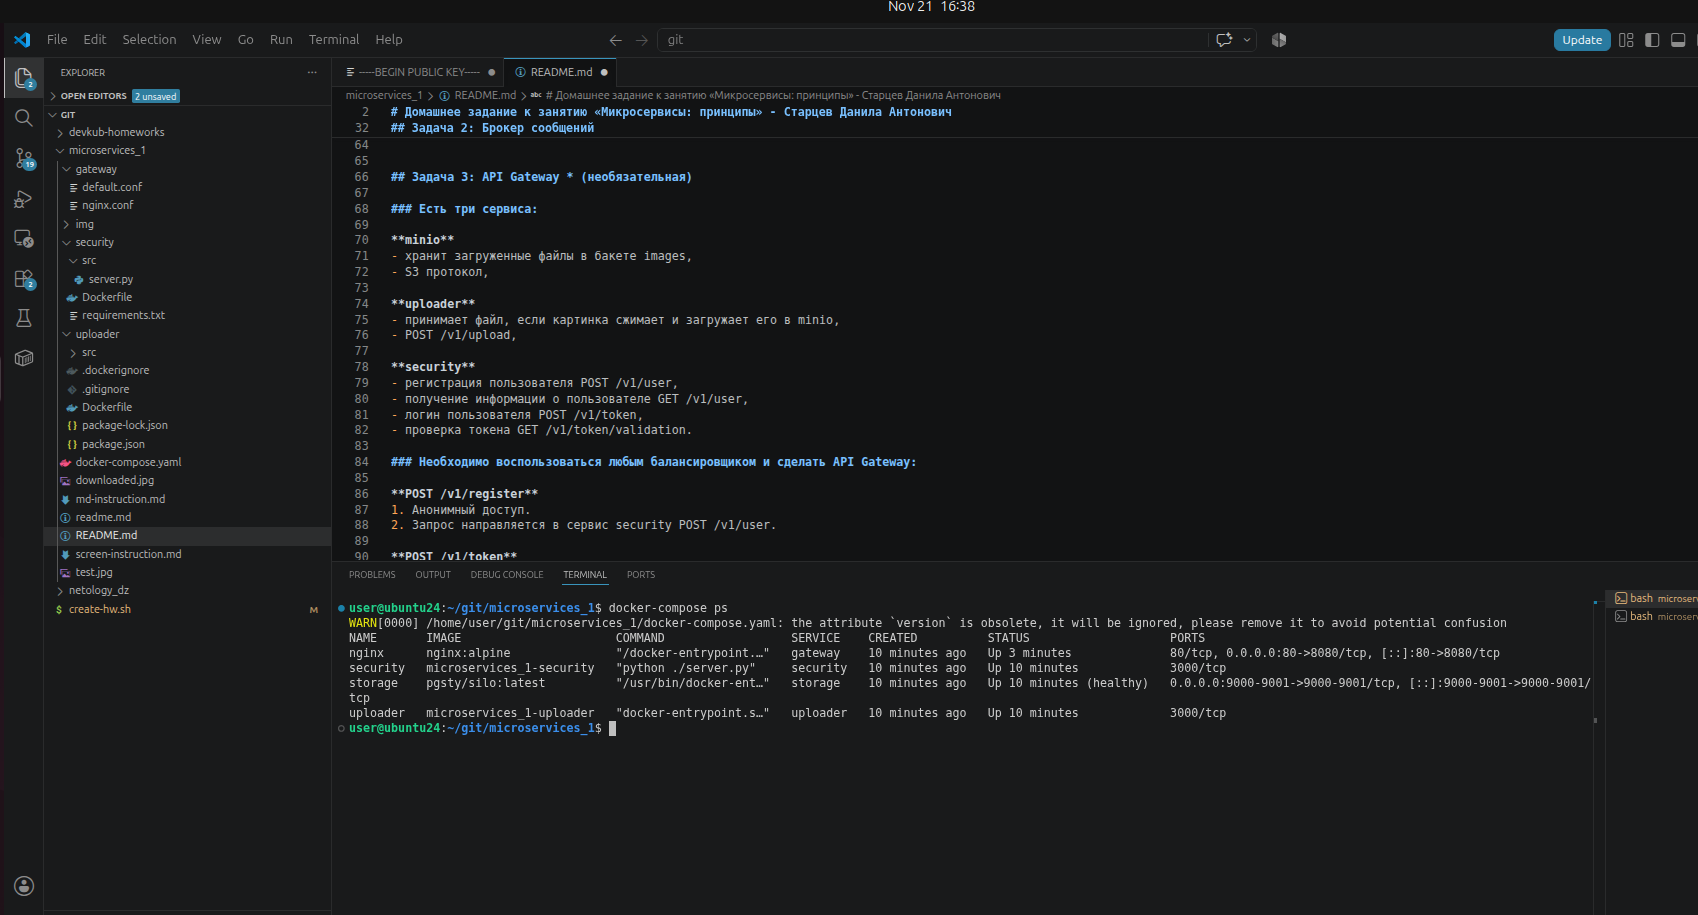 Nov 21 16:38
File Edit Selection View Go Run Terminal Help
git
Update
EXPLORER
-----BEGIN PUBLIC KEY-----
README.md
OPEN EDITORS 2 unsaved
microservices_1 > README.md > # Домашнее задание к занятию «Микросервисы: принципы» - Старцев Данила Антонович
GIT
devkub-homeworks
microservices_1
gateway
default.conf
nginx.conf
img
security
src
server.py
Dockerfile
requirements.txt
uploader
src
.dockerignore
.gitignore
Dockerfile
package-lock.json
package.json
docker-compose.yaml
downloaded.jpg
md-instruction.md
readme.md
README.md
screen-instruction.md
test.jpg
netology_dz
create-hw.sh M
2
19
2
2 # Домашнее задание к занятию «Микросервисы: принципы» - Старцев Данила Антонович
32 ## Задача 2: Брокер сообщений
64
65
66 ## Задача 3: API Gateway * (необязательная)
67
68 ### Есть три сервиса:
69
70 **minio**
71 - хранит загруженные файлы в бакете images,
72 - S3 протокол,
73
74 **uploader**
75 - принимает файл, если картинка сжимает и загружает его в minio,
76 - POST /v1/upload,
77
78 **security**
79 - регистрация пользователя POST /v1/user,
80 - получение информации о пользователе GET /v1/user,
81 - логин пользователя POST /v1/token,
82 - проверка токена GET /v1/token/validation.
83
84 ### Необходимо воспользоваться любым балансировщиком и сделать API Gateway:
85
86 **POST /v1/register**
87 1. Анонимный доступ.
88 2. Запрос направляется в сервис security POST /v1/user.
89
90 **POST /v1/token**
PROBLEMS OUTPUT DEBUG CONSOLE TERMINAL PORTS
user@ubuntu24:~/git/microservices_1$ docker-compose ps
WARN[0000] /home/user/git/microservices_1/docker-compose.yaml: the attribute `version` is obsolete, it will be ignored, please remove it to avoid potential confusion
NAME IMAGE COMMAND SERVICE CREATED STATUS PORTS
nginx nginx:alpine "/docker-entrypoint.…" gateway 10 minutes ago Up 3 minutes 80/tcp, 0.0.0.0:80->8080/tcp, [::]:80->8080/tcp
security microservices_1-security "python ./server.py" security 10 minutes ago Up 10 minutes 3000/tcp
storage pgsty/silo:latest "/usr/bin/docker-ent…" storage 10 minutes ago Up 10 minutes (healthy) 0.0.0.0:9000-9001->9000-9001/tcp, [::]:9000-9001->9000-9001/
tcp
uploader microservices_1-uploader "docker-entrypoint.s…" uploader 10 minutes ago Up 10 minutes 3000/tcp
user@ubuntu24:~/git/microservices_1$
bash microser
bash microser